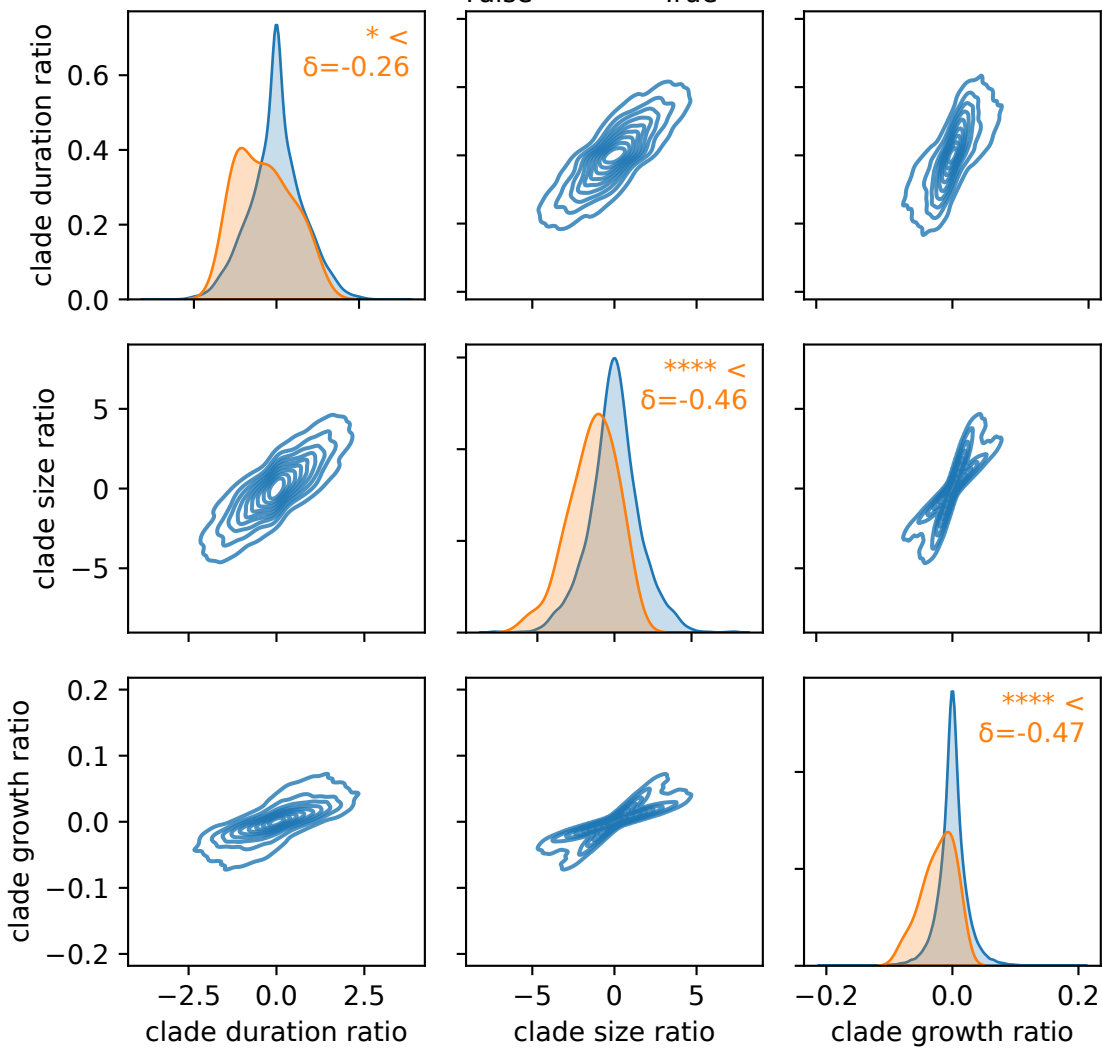 * <
δ=-0.26
clade duration ratio
0.6
0.4
0.2
0.0
**** <
δ=-0.46
clade size ratio
5
0
−5
**** <
δ=-0.47
clade growth ratio
0.2
0.1
0.0
−0.1
−0.2
−2.5 0.0 2.5
−5 0 5
−0.2 0.0 0.2
clade duration ratio
clade size ratio
clade growth ratio